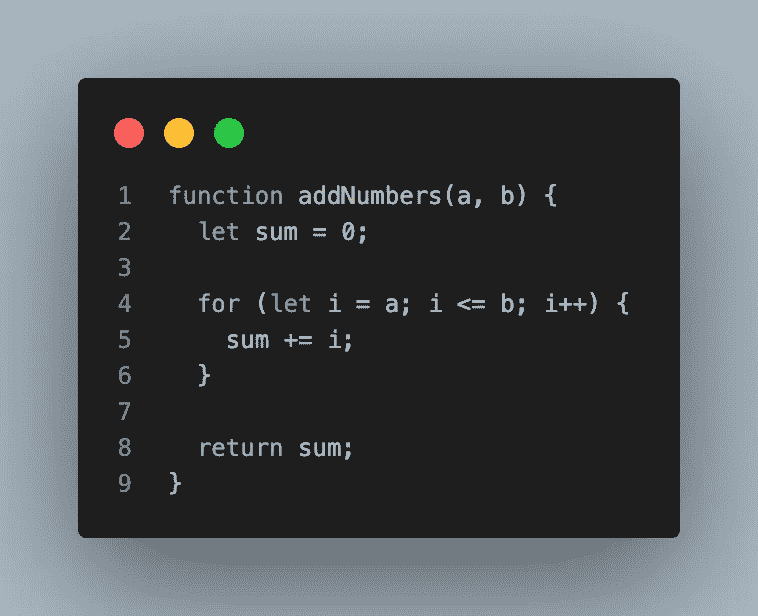 1 function addNumbers(a, b) {
2   let sum = 0;
3
4   for (let i = a; i <= b; i++) {
5     sum += i;
6   }
7
8   return sum;
9 }